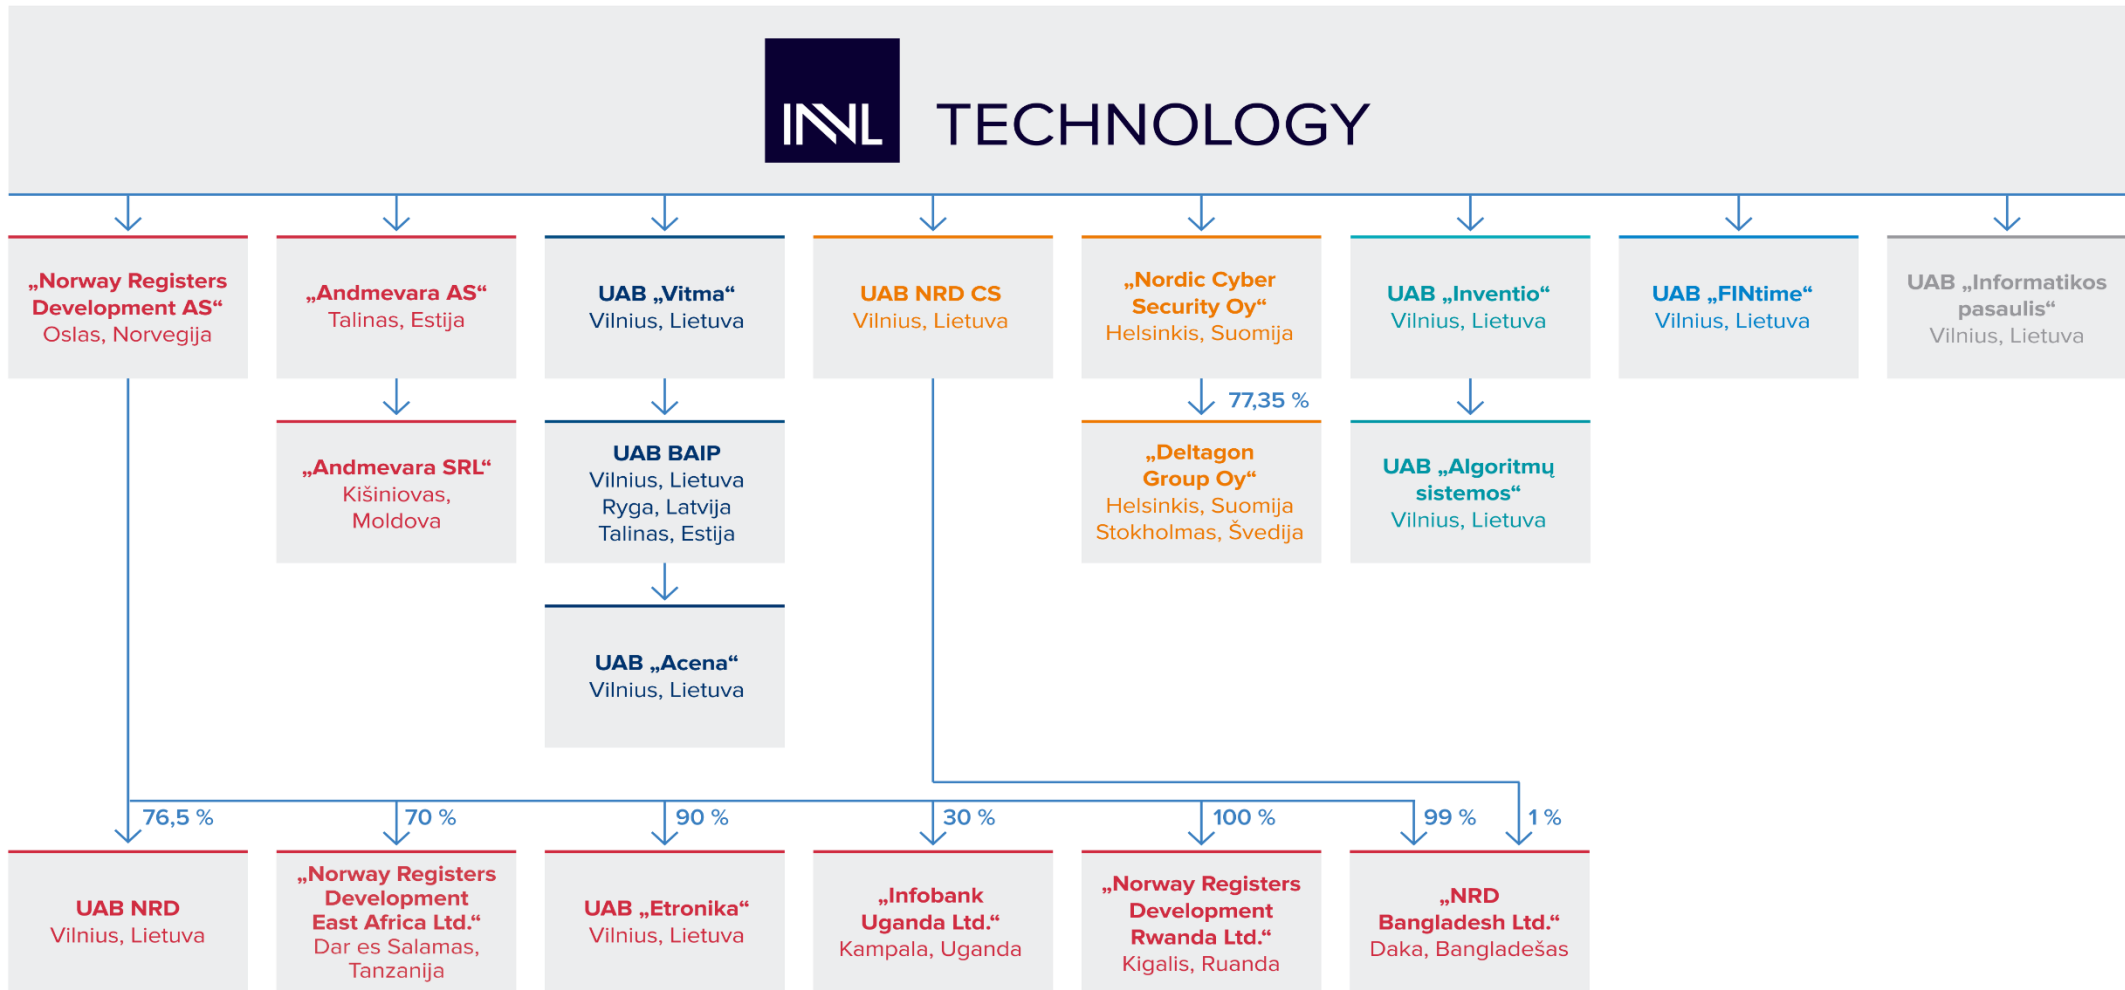 INVL TECHNOLOGY
„Norway Registers
Development AS“
Oslas, Norvegija
„Andmevara AS“
Talinas, Estija
UAB „Vitma“
Vilnius, Lietuva
UAB NRD CS
Vilnius, Lietuva
„Nordic Cyber
Security Oy“
Helsinkis, Suomija
UAB „Inventio“
Vilnius, Lietuva
UAB „FINtime“
Vilnius, Lietuva
UAB „Informatikos
pasaulis“
Vilnius, Lietuva
77,35 %
„Andmevara SRL“
Kišiniovas,
Moldova
UAB BAIP
Vilnius, Lietuva
Ryga, Latvija
Talinas, Estija
„Deltagon
Group Oy“
Helsinkis, Suomija
Stokholmas, Švedija
UAB „Algoritmų
sistemos“
Vilnius, Lietuva
UAB „Acena“
Vilnius, Lietuva
76,5 %
70 %
90 %
30 %
100 %
99 %
1 %
UAB NRD
Vilnius, Lietuva
„Norway Registers
Development
East Africa Ltd.“
Dar es Salamas,
Tanzanija
UAB „Etronika“
Vilnius, Lietuva
„Infobank
Uganda Ltd.“
Kampala, Uganda
„Norway Registers
Development
Rwanda Ltd.“
Kigalis, Ruanda
„NRD
Bangladesh Ltd.“
Daka, Bangladešas